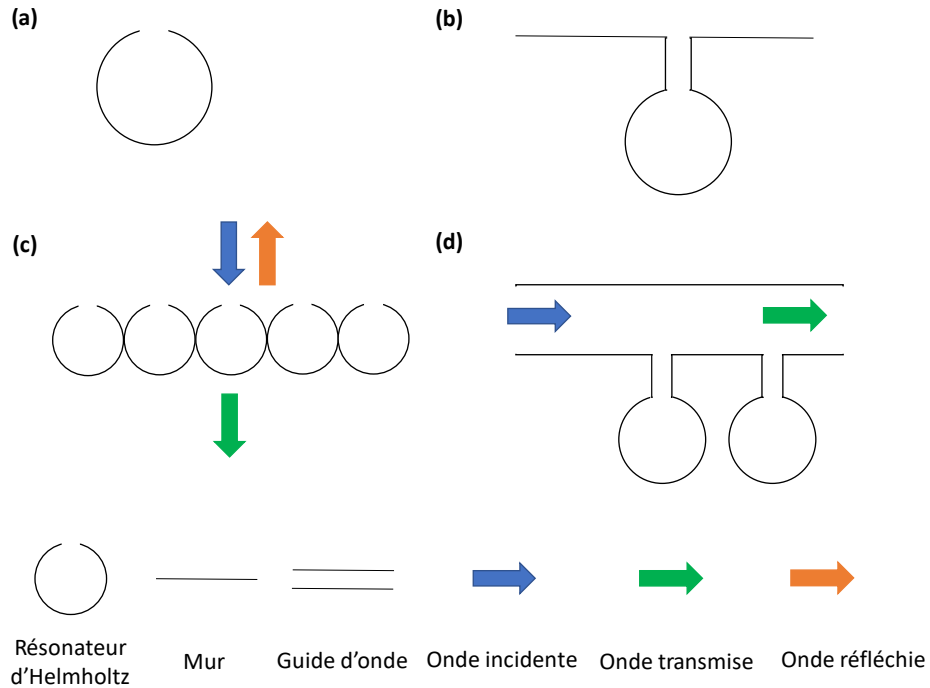 (a)
(b)
(c)
(d)
Résonateur
d'Helmholtz
Mur
Guide d'onde
Onde incidente
Onde transmise
Onde réfléchie